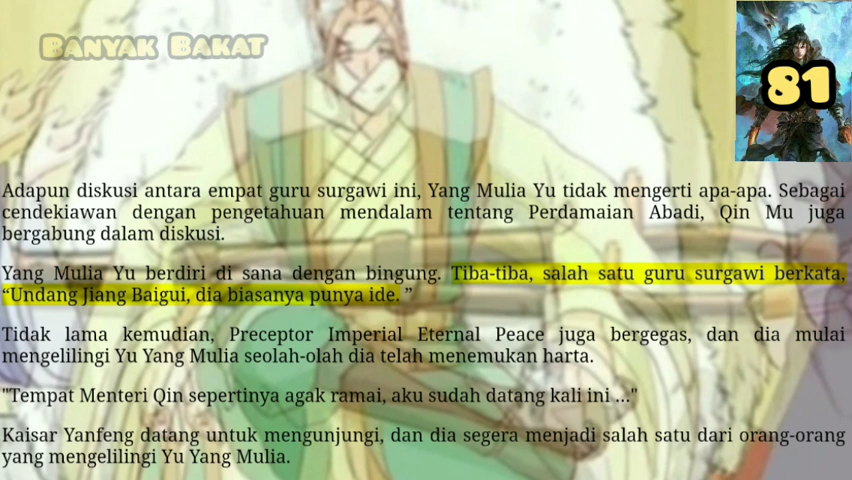 BANYAK BAKAT
81
Adapun diskusi antara empat guru surgawi ini, Yang Mulia Yu tidak mengerti apa-apa. Sebagai
cendekiawan dengan pengetahuan mendalam tentang Perdamaian Abadi, Qin Mu juga
bergabung dalam diskusi.
Yang Mulia Yu berdiri di sana dengan bingung. Tiba-tiba, salah satu guru surgawi berkata,
“Undang Jiang Baigui, dia biasanya punya ide. ”
Tidak lama kemudian, Preceptor Imperial Eternal Peace juga bergegas, dan dia mulai
mengelilingi Yu Yang Mulia seolah-olah dia telah menemukan harta.
"Tempat Menteri Qin sepertinya agak ramai, aku sudah datang kali ini ..."
Kaisar Yanfeng datang untuk mengunjungi, dan dia segera menjadi salah satu dari orang-orang
yang mengelilingi Yu Yang Mulia.